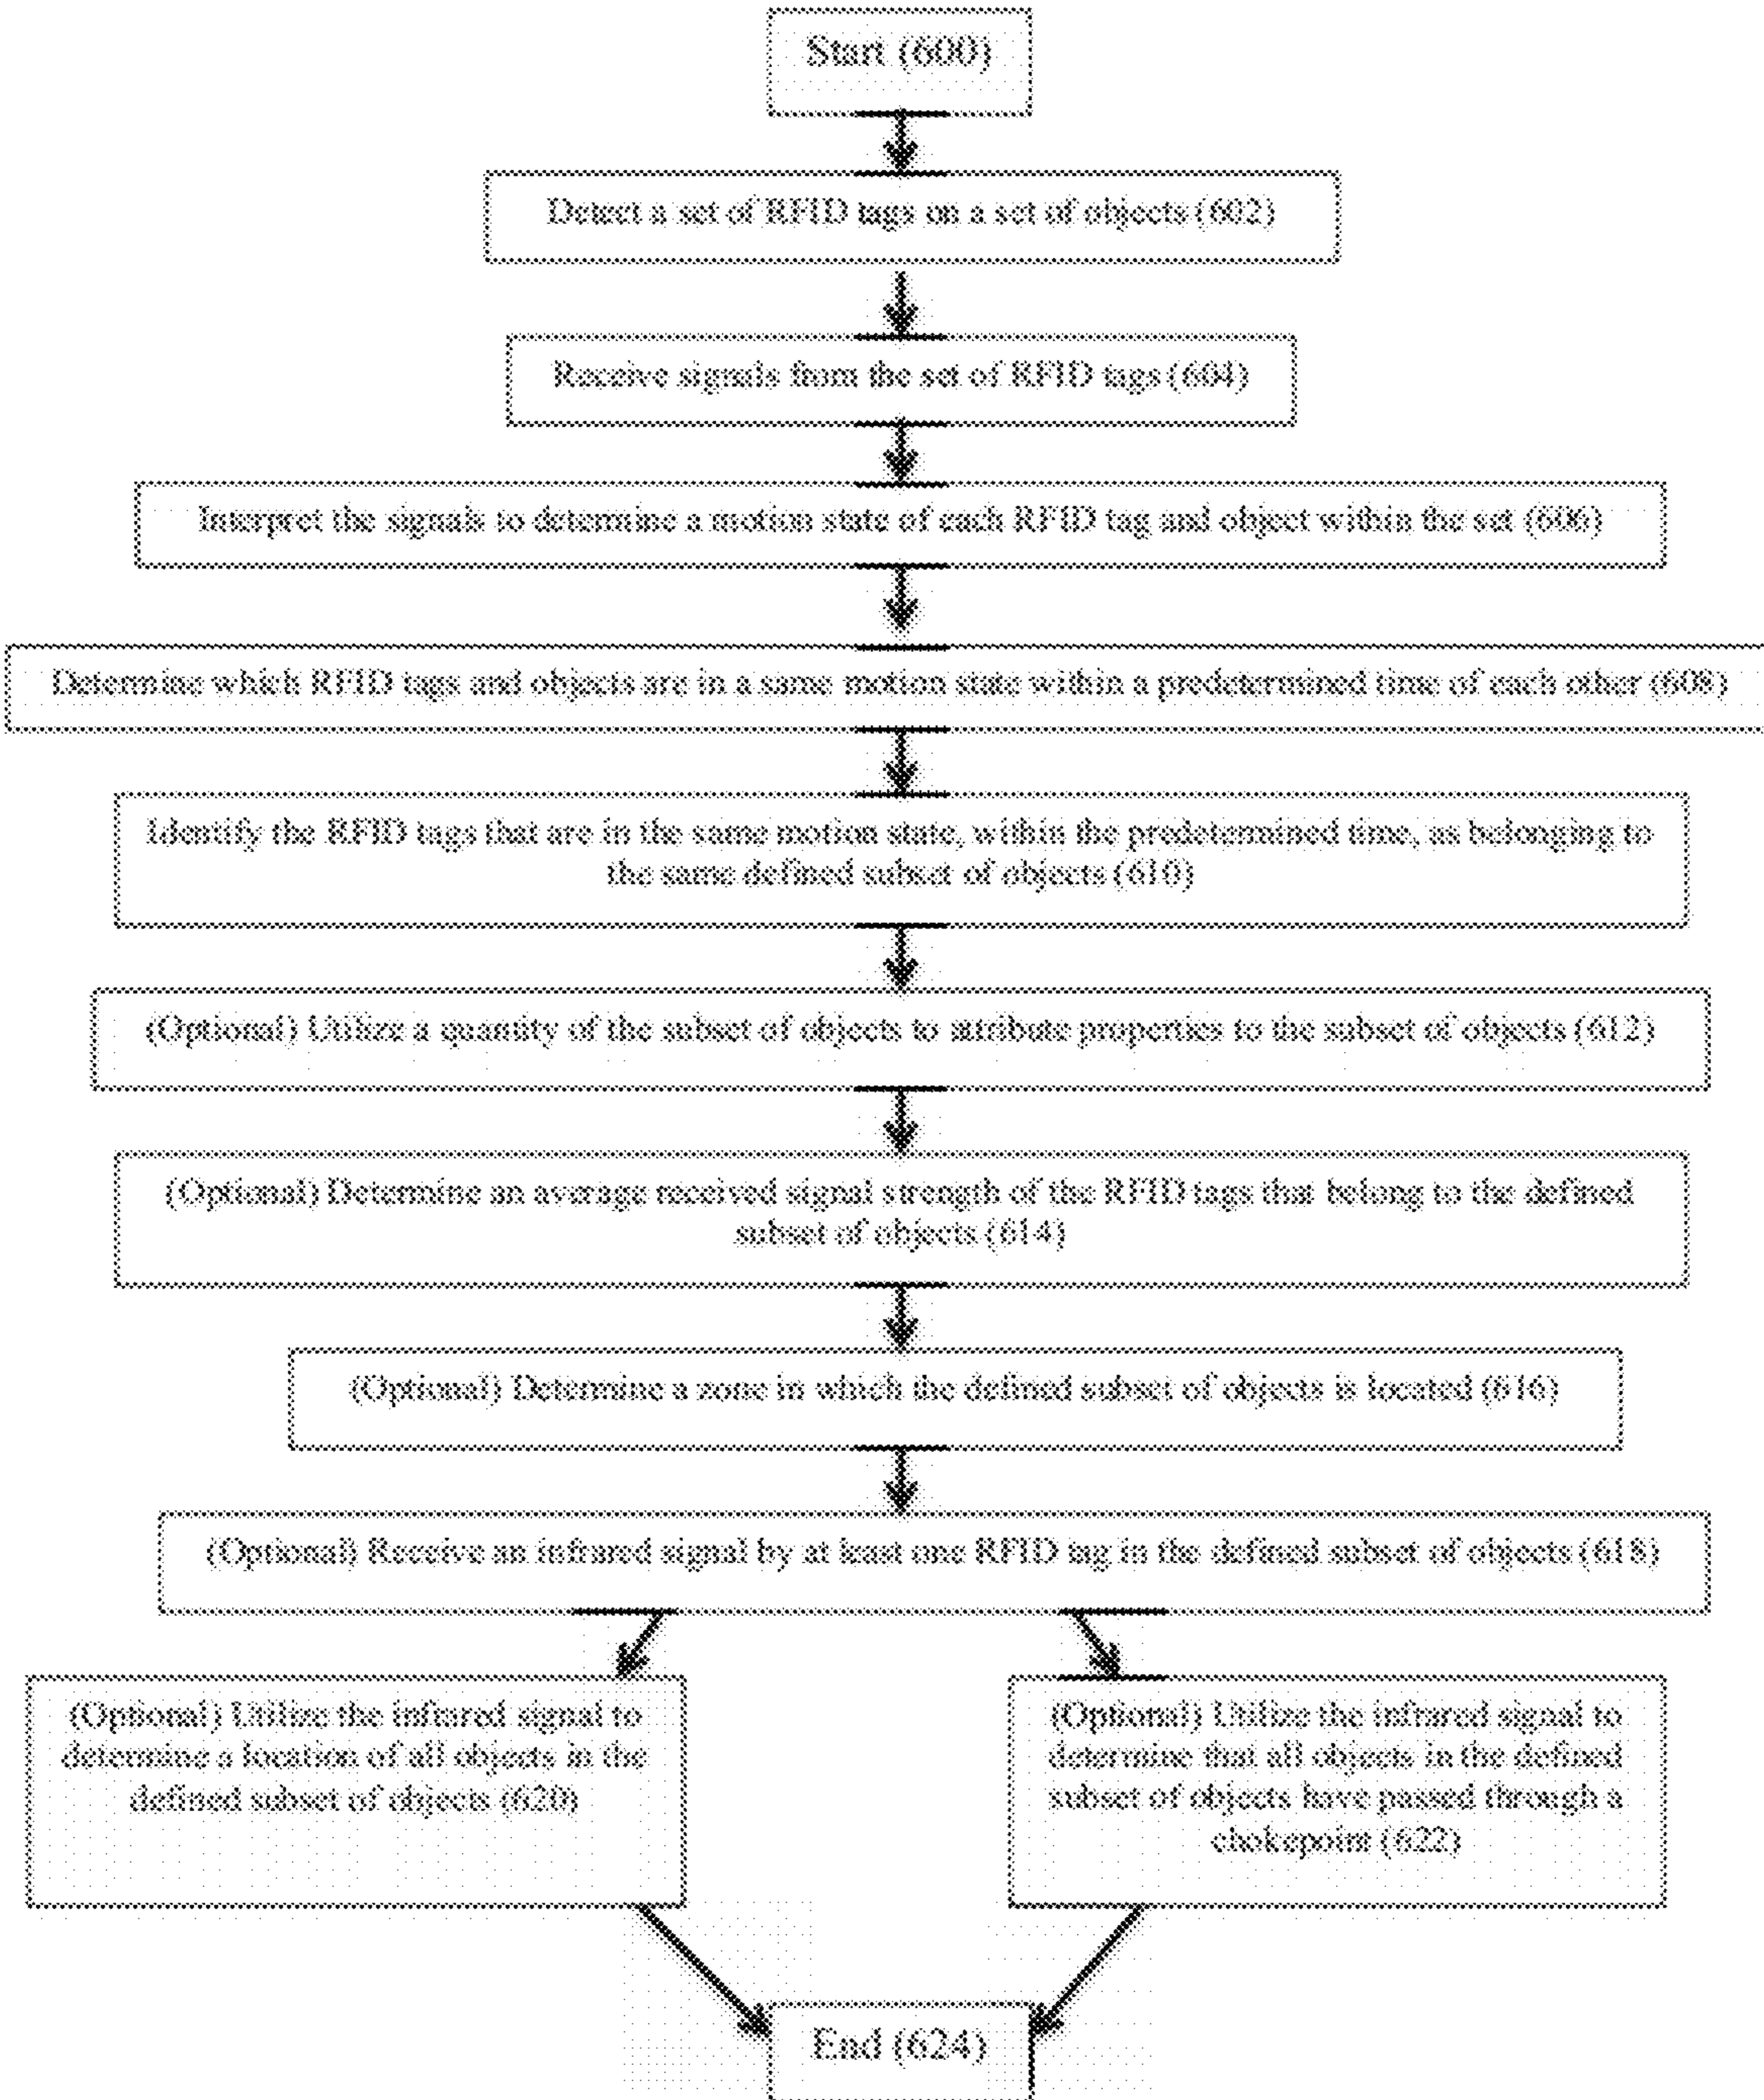 Start (600)
Detect a set of RFID tags on a set of objects (602)
Receive signals from the set of RFID tags (604)
Interpret the signals to determine a motion state of each RFID tag and object within the set (606)
Determine which RFID tags and objects are in a same motion state within a predetermined time of each other (608)
Identify the RFID tags that are in the same motion state, within the predetermined time, as belonging to
the same defined subset of objects (610)
(Optional) Utilize a quantity of the subset of objects to attribute properties to the subset of objects (612)
(Optional) Determine an average received signal strength of the RFID tags that belong to the defined
subset of objects (614)
(Optional) Determine a zone in which the defined subset of objects is located (616)
(Optional) Receive an infrared signal by at least one RFID tag in the defined subset of objects (618)
(Optional) Utilize the infrared signal to
determine a location of all objects in the
defined subset of objects (620)
(Optional) Utilize the infrared signal to
determine that all objects in the defined
subset of objects have passed through a
chokepoint (622)
End (624)